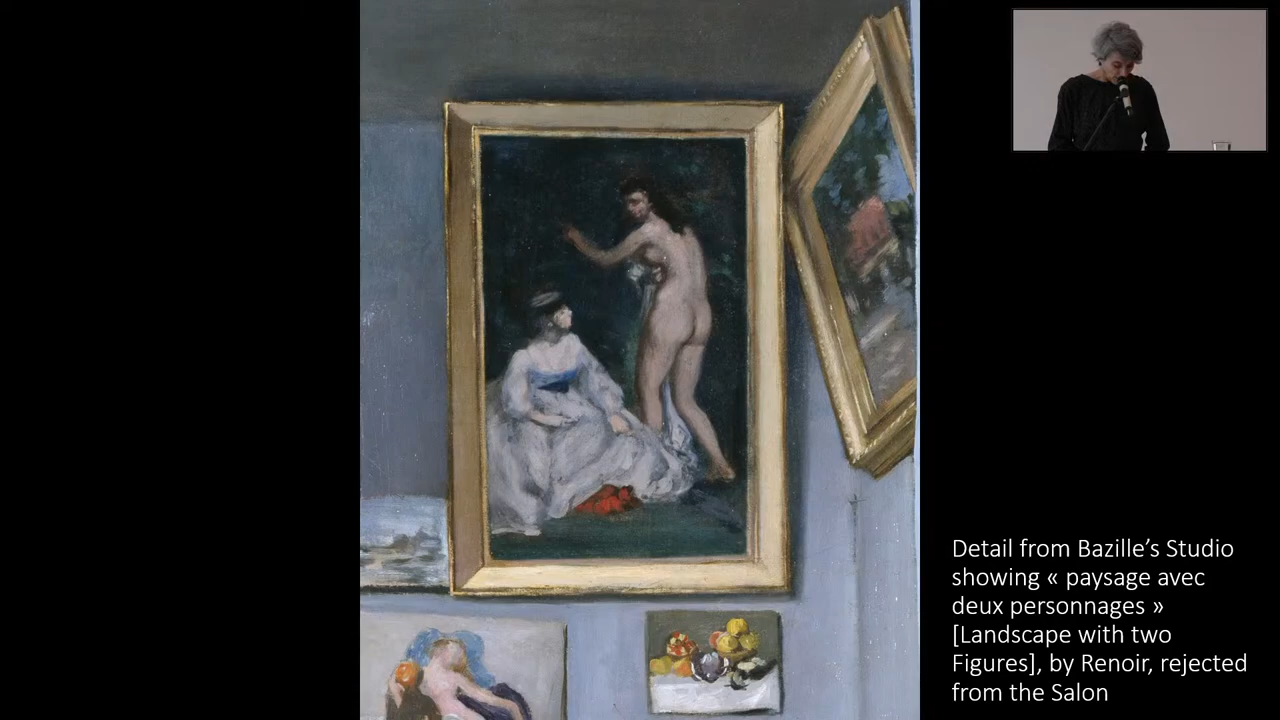 Detail from Bazille’s Studio
showing « paysage avec
deux personnages »
[Landscape with two
Figures], by Renoir, rejected
from the Salon